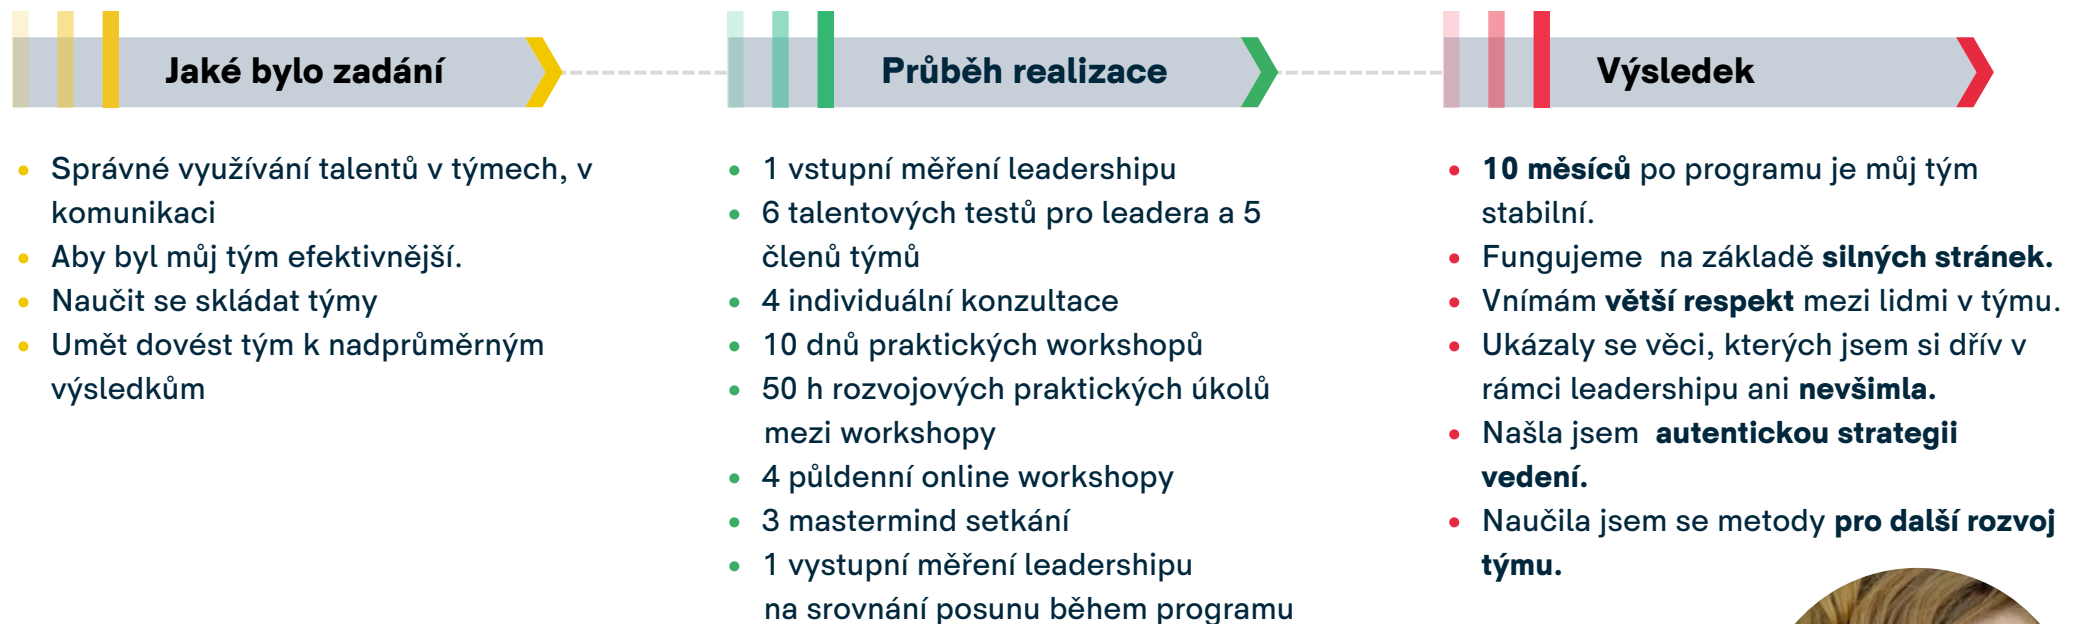 Jaké bylo zadání
Správné využívání talentů v týmech, v
komunikaci
Aby byl můj tým efektivnější.
Naučit se skládat týmy
Umět dovést tým k nadprůměrným
výsledkům
Průběh realizace
1 vstupní měření leadershipu
6 talentových testů pro leadera a 5
členů týmů
4 individuální konzultace
10 dnů praktických workshopů
50 h rozvojových praktických úkolů
mezi workshopy
4 půldenní online workshopy
3 mastermind setkání
1 vystupní měření leadershipu
na srovnání posunu během programu
Výsledek
10 měsíců po programu je můj tým
stabilní.
Fungujeme  na základě silných stránek.
Vnímám větší respekt mezi lidmi v týmu.
Ukázaly se věci, kterých jsem si dřív v
rámci leadershipu ani nevšimla.
Našla jsem  autentickou strategii
vedení.
Naučila jsem se metody pro další rozvoj
týmu.